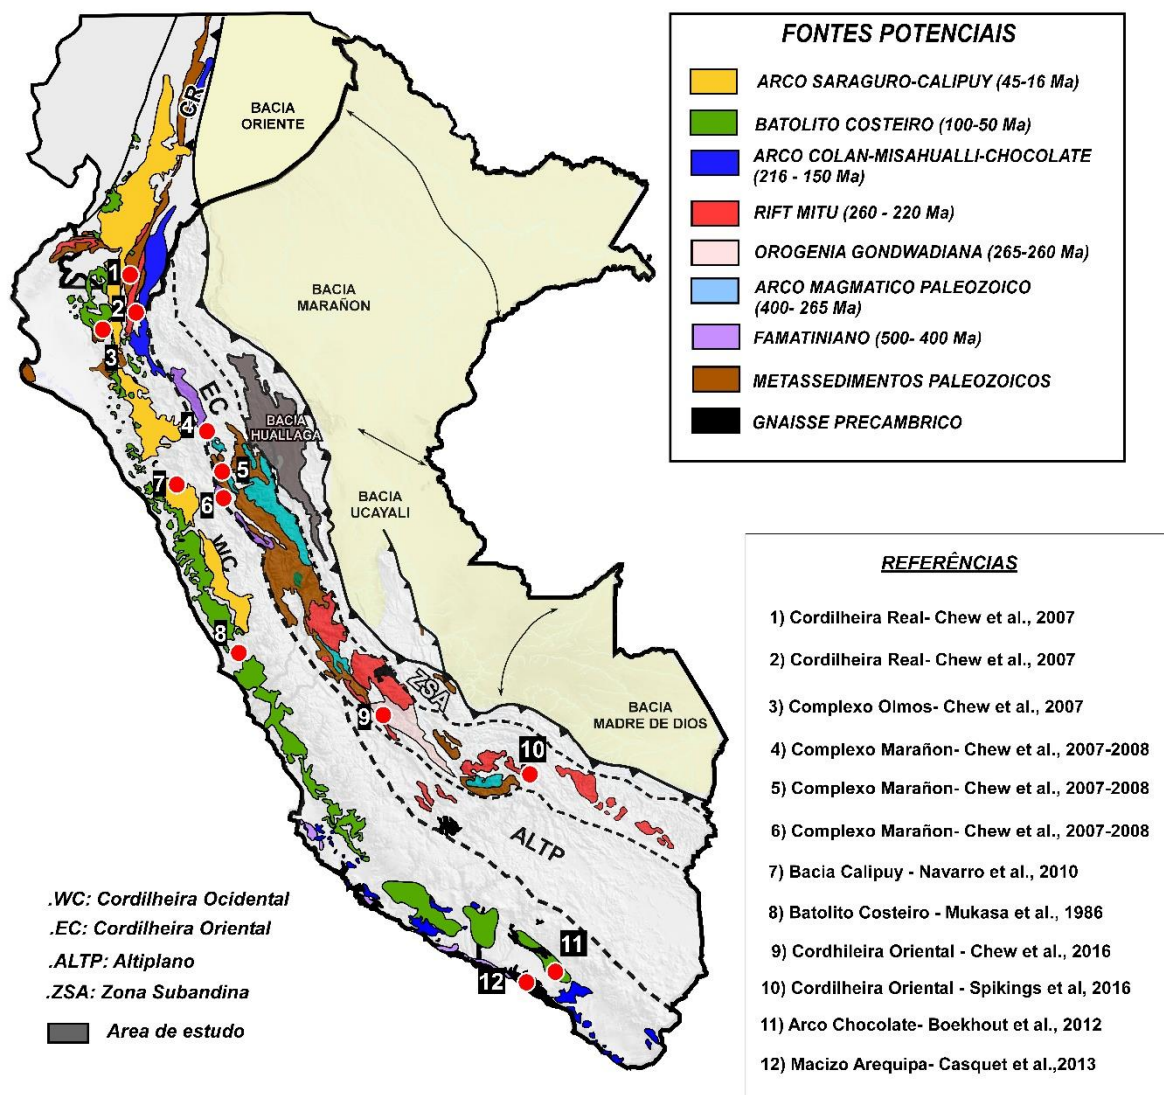 FONTES POTENCIAIS
ARCO SARAGURO-CALIPUY (45-16 Ma)
BATOLITO COSTEIRO (100-50 Ma)
ARCO COLAN-MISAHUALLI-CHOCOLATE
(216 - 150 Ma)
RIFT MITU (260 - 220 Ma)
OROGENIA GONDWADIANA (265-260 Ma)
ARCO MAGMATICO PALEOZOICO
(400- 265 Ma)
FAMATINIANO (500- 400 Ma)
METASSEDIMENTOS PALEOZOICOS
GNAISSE PRECAMBRICO
CR
BACIA
ORIENTE
1
2
3
BACIA
MARAÑON
EC
4
BACIA
HUALLAGA
5
7
6
BACIA
UCAYALI
WC
8
ZSA
9
BACIA
MADRE DE DIOS
10
ALTP
11
12
REFERÊNCIAS
1) Cordilheira Real- Chew et al., 2007
2) Cordilheira Real- Chew et al., 2007
3) Complexo Olmos- Chew et al., 2007
4) Complexo Marañon- Chew et al., 2007-2008
5) Complexo Marañon- Chew et al., 2007-2008
6) Complexo Marañon- Chew et al., 2007-2008
7) Bacia Calipuy - Navarro et al., 2010
8) Batolito Costeiro - Mukasa et al., 1986
9) Cordhileira Oriental - Chew et al., 2016
10) Cordilheira Oriental - Spikings et al, 2016
11) Arco Chocolate- Boekhout et al., 2012
12) Macizo Arequipa- Casquet et al.,2013
.WC: Cordilheira Ocidental
.EC: Cordilheira Oriental
.ALTP: Altiplano
.ZSA: Zona Subandina
Area de estudo